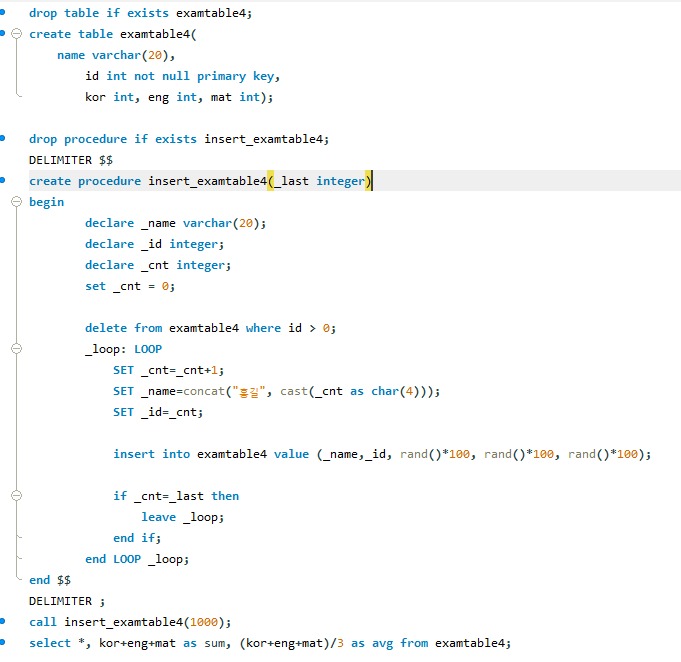 drop table if exists examtable4;
create table examtable4(
name varchar(20),
id int not null primary key,
kor int, eng int, mat int);
drop procedure if exists insert_examtable4;
DELIMITER $$
create procedure insert_examtable4(_last integer)
begin
declare _name varchar(20);
declare _id integer;
declare _cnt integer;
set _cnt = 0;
delete from examtable4 where id > 0;
_loop: LOOP
SET _cnt=_cnt+1;
SET _name=concat("홍길", cast(_cnt as char(4)));
SET _id=_cnt;
insert into examtable4 value (_name,_id, rand()*100, rand()*100, rand()*100);
if _cnt=_last then
leave _loop;
end if;
end LOOP _loop;
end $$
DELIMITER ;
call insert_examtable4(1000);
select *, kor+eng+mat as sum, (kor+eng+mat)/3 as avg from examtable4;